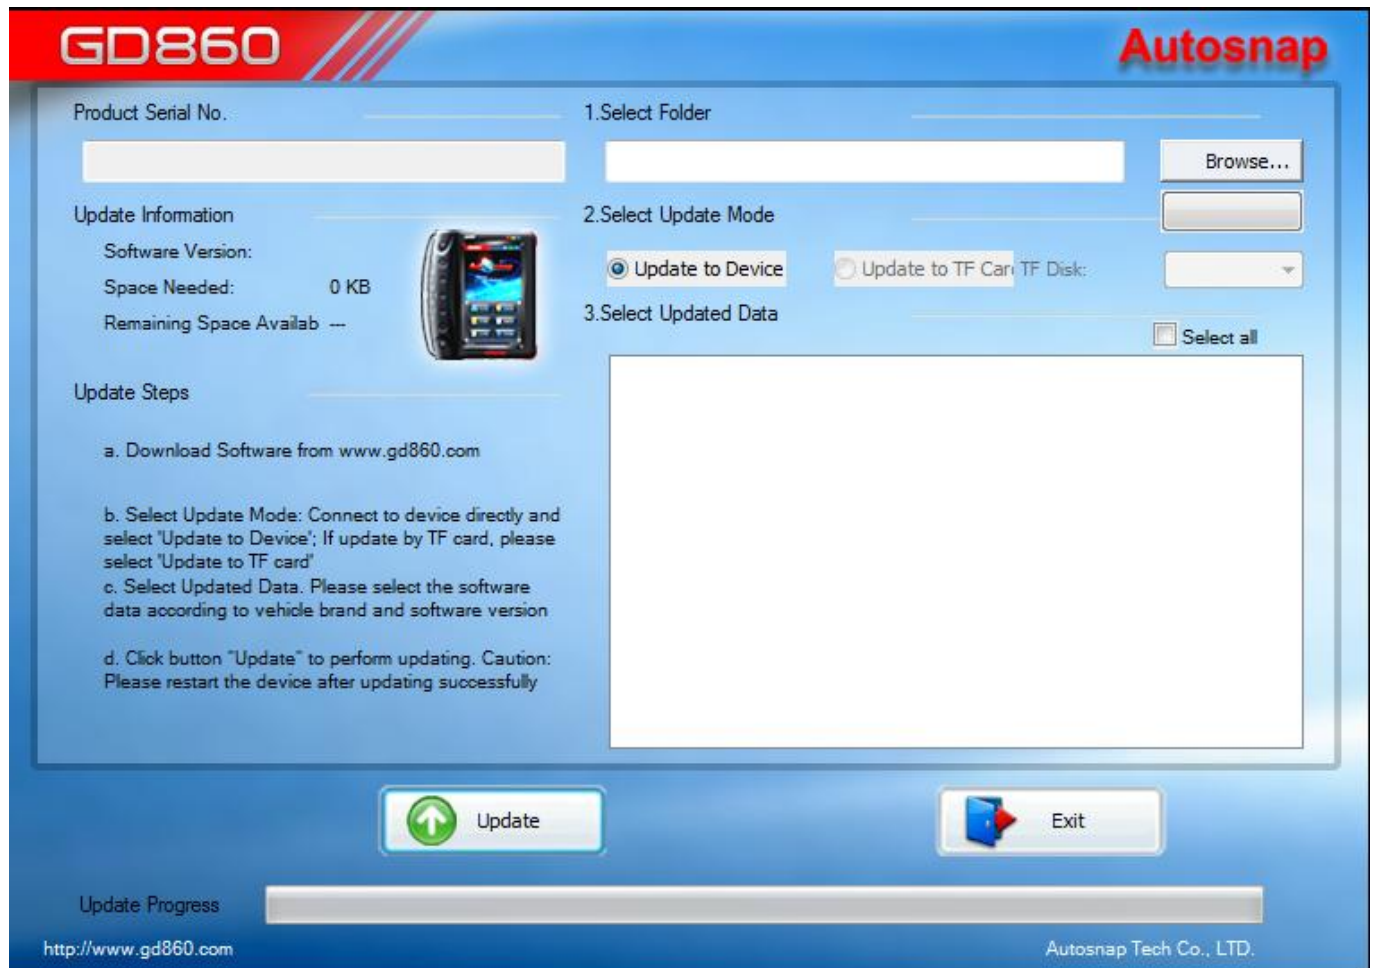 GD860
Autosnap
Product Serial No.
1.Select Folder
Browse...
Update Information
2.Select Update Mode
Software Version:
Update to Device
Update to TF Car
TF Disk:
Space Needed: 0 KB
Remaining Space Availab ---
3.Select Updated Data
Select all
Update Steps
a. Download Software from www.gd860.com
b. Select Update Mode: Connect to device directly and
select 'Update to Device'; If update by TF card, please
select 'Update to TF card'
c. Select Updated Data. Please select the software
data according to vehicle brand and software version
d. Click button "Update" to perform updating. Caution:
Please restart the device after updating successfully
Update
Exit
Update Progress
http://www.gd860.com
Autosnap Tech Co., LTD.